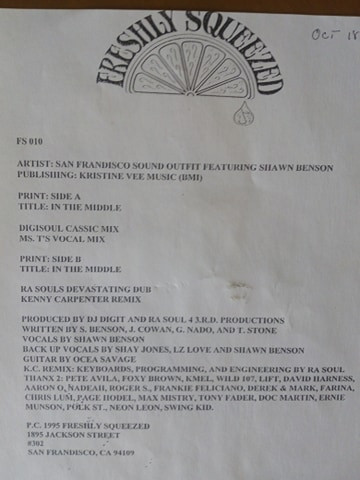 FRESHLY SQUEEZED
Oct 18
FS 010
ARTIST: SAN FRANDISCO SOUND OUTFIT FEATURING SHAWN BENSON
PUBLISHING: KRISTINE VEE MUSIC (BMI)
PRINT: SIDE A
TITLE: IN THE MIDDLE
DIGISOUL CASSIC MIX
MS. T'S VOCAL MIX
PRINT: SIDE B
TITLE: IN THE MIDDLE
RA SOULS DEVASTATING DUB
KENNY CARPENTER REMIX
PRODUCED BY DJ DIGIT AND RA SOUL 4 3.R.D. PRODUCTIONS
WRITTEN BY S. BENSON, J. COWAN, G. NADO, AND T. STONE
VOCALS BY SHAWN BENSON
BACK UP VOCALS BY SHAY JONES, LZ LOVE AND SHAWN BENSON
GUITAR BY OCEA SAVAGE
K.C. REMIX: KEYBOARDS, PROGRAMMING, AND ENGINEERING BY RA SOUL
THANX 2: PETE AVILA, FOXY BROWN, KMEL, WILD 107, LIFT, DAVID HARNESS,
AARON O, NADEAH, ROGER S., FRANKIE FELICIANO, DEREK & MARK, FARINA,
CHRIS LUM, PAGE HODEL, MAX MISTRY, TONY FADER, DOC MARTIN, ERNIE
MUNSON, POLK ST., NEON LEON, SWING KID.
P.C. 1995 FRESHLY SQUEEZED
1895 JACKSON STREET
#302
SAN FRANCISCO, CA 94109